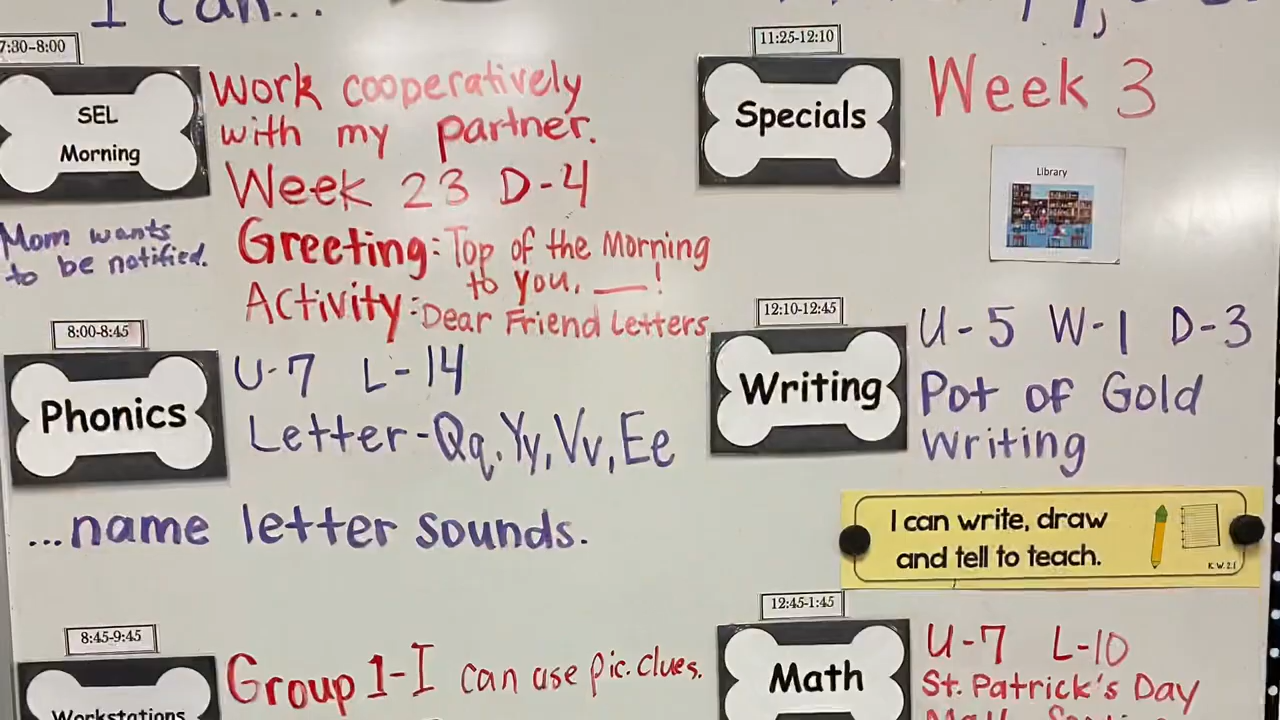 I can...
7:30-8:00
SEL
Morning
Work cooperatively
with my partner.
Week 23 D-4
Mom wants
to be notified.
Greeting: Top of the Morning
to you, __!
Activity: Dear Friend Letters
8:00-8:45
Phonics
U-7 L-14
Letter-Qq, Yy, Vv, Ee
...name letter sounds.
8:45-9:45
Workstations
Group 1-I can use pic. clues.
11:25-12:10
Specials
Week 3
Library
12:10-12:45
Writing
U-5 W-1 D-3
Pot of Gold
Writing
I can write, draw
and tell to teach.
K.W.2.1
12:45-1:45
Math
U-7 L-10
St. Patrick's Day